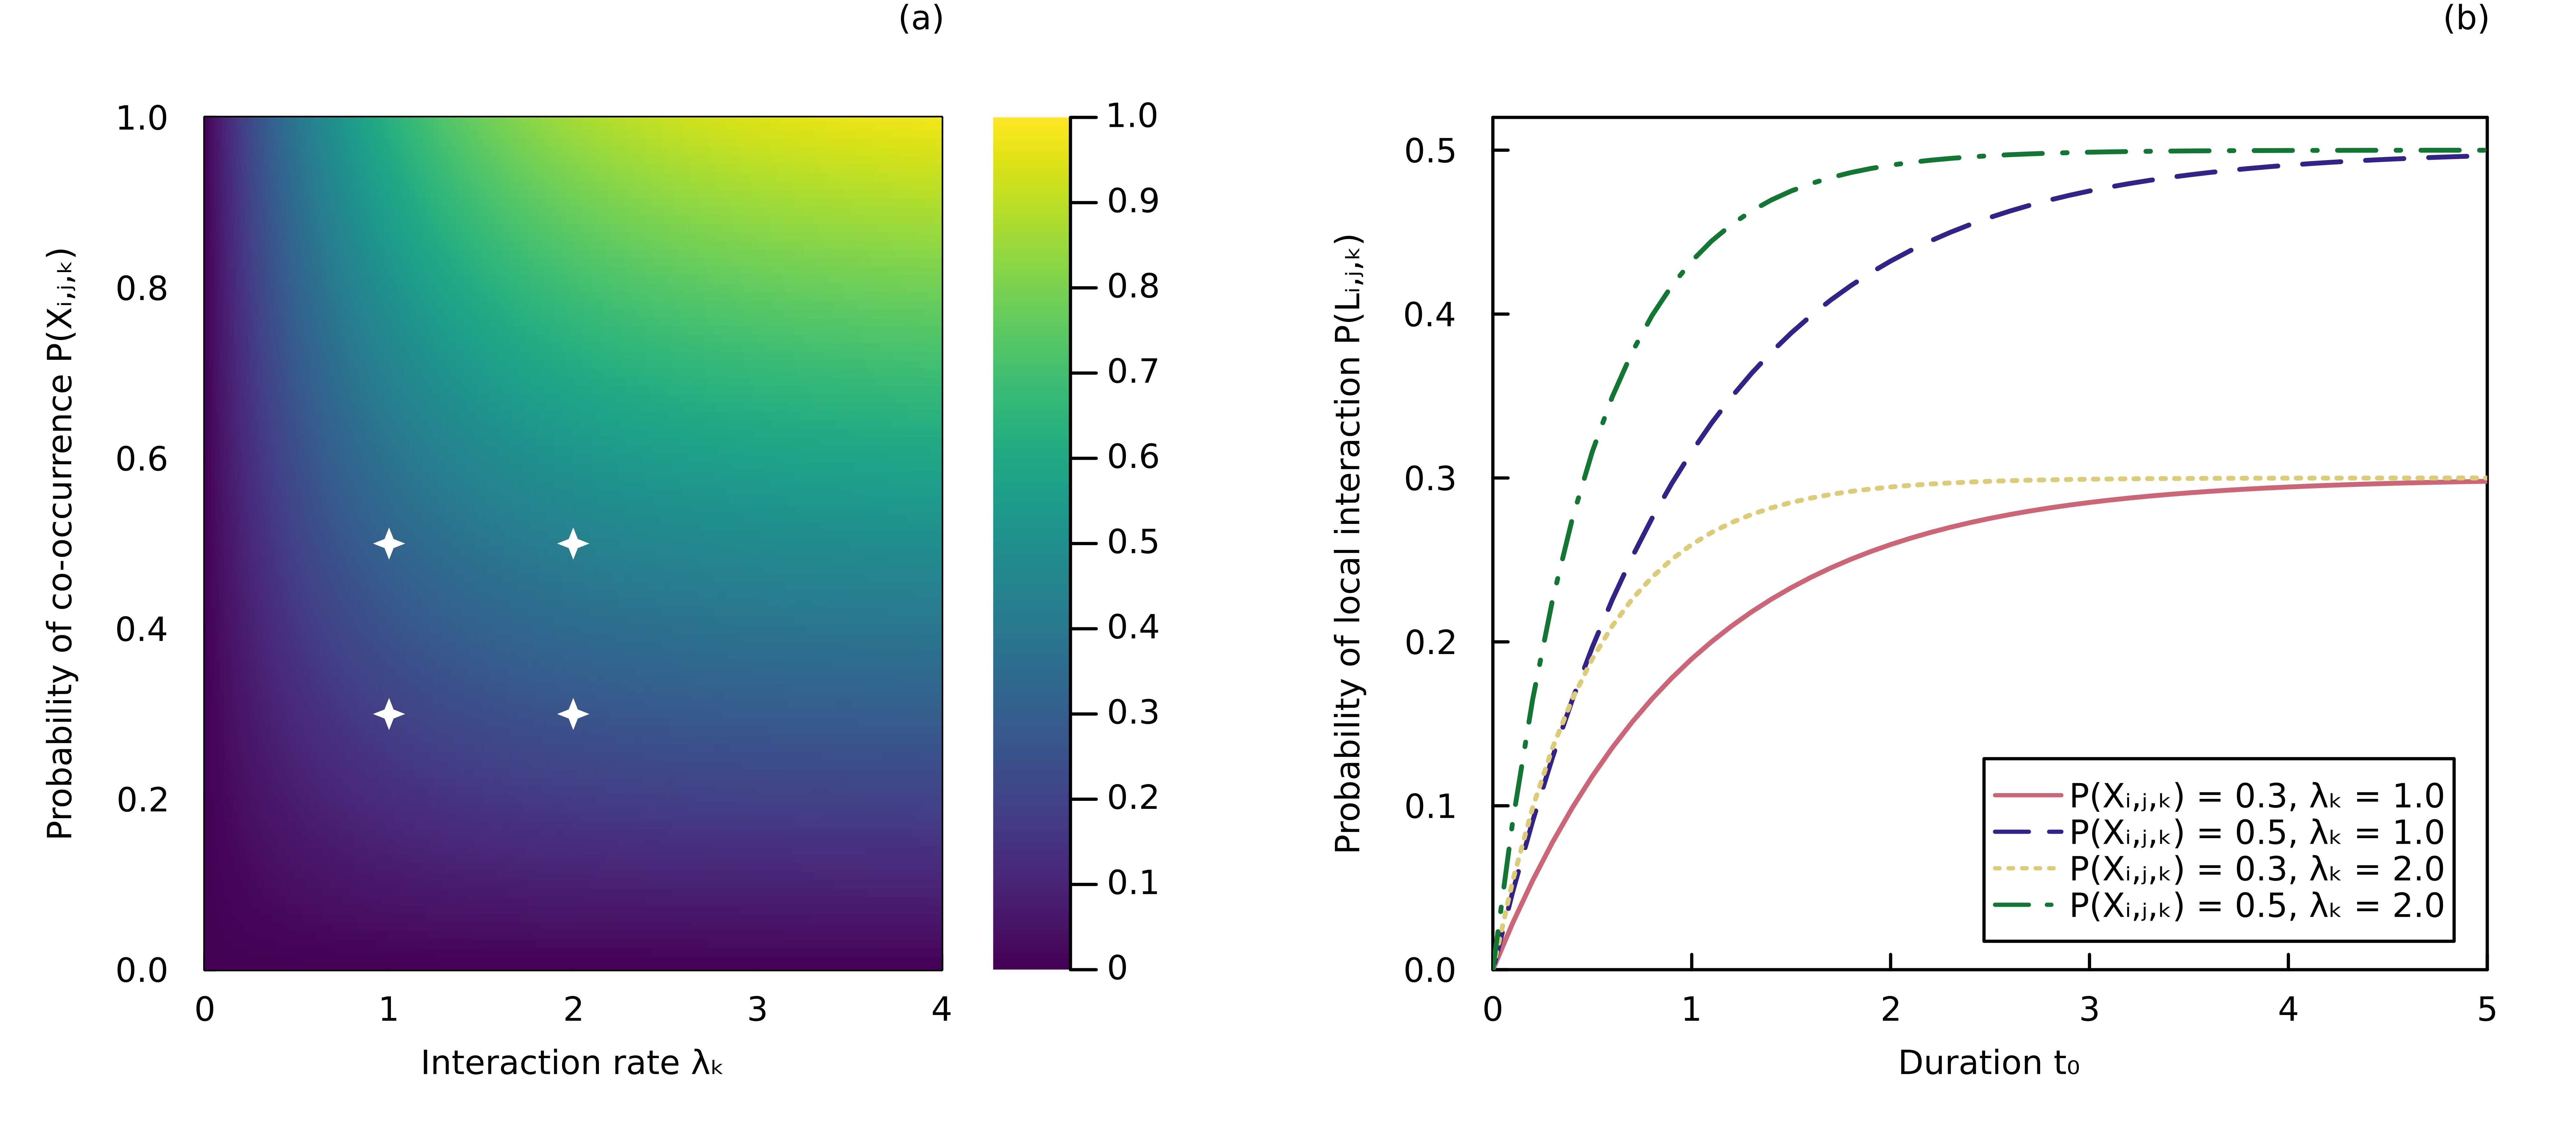 (a)
Probability of co-occurrence P(Xᵢ,ⱼ,ₖ)
1.0
0.8
0.6
0.4
0.2
0.0
0 1 2 3 4
Interaction rate λₖ
1.0
0.9
0.8
0.7
0.6
0.5
0.4
0.3
0.2
0.1
0
(b)
Probability of local interaction P(Lᵢ,ⱼ,ₖ)
0.5
0.4
0.3
0.2
0.1
0.0
P(Xᵢ,ⱼ,ₖ) = 0.3, λₖ = 1.0
P(Xᵢ,ⱼ,ₖ) = 0.5, λₖ = 1.0
P(Xᵢ,ⱼ,ₖ) = 0.3, λₖ = 2.0
P(Xᵢ,ⱼ,ₖ) = 0.5, λₖ = 2.0
0 1 2 3 4 5
Duration t₀